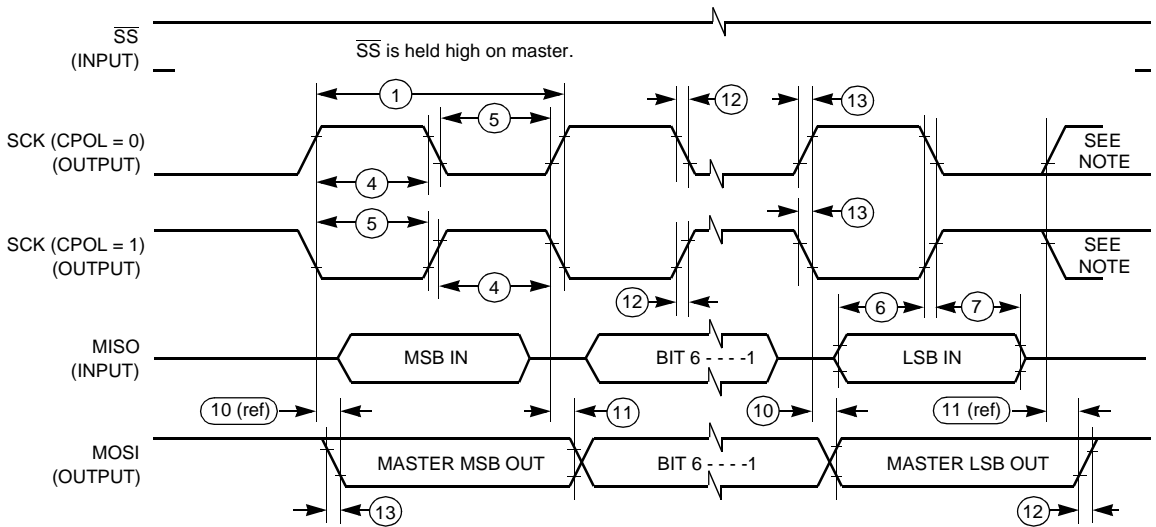 SS
(INPUT)
SS is held high on master.
1
12
13
5
SCK (CPOL = 0)
(OUTPUT)
SEE
NOTE
4
5
13
SCK (CPOL = 1)
(OUTPUT)
SEE
NOTE
4
12
6
7
MISO
(INPUT)
MSB IN
BIT 6 - - - -1
LSB IN
10 (ref)
11
10
11 (ref)
MOSI
(OUTPUT)
MASTER MSB OUT
BIT 6 - - - -1
MASTER LSB OUT
13
12